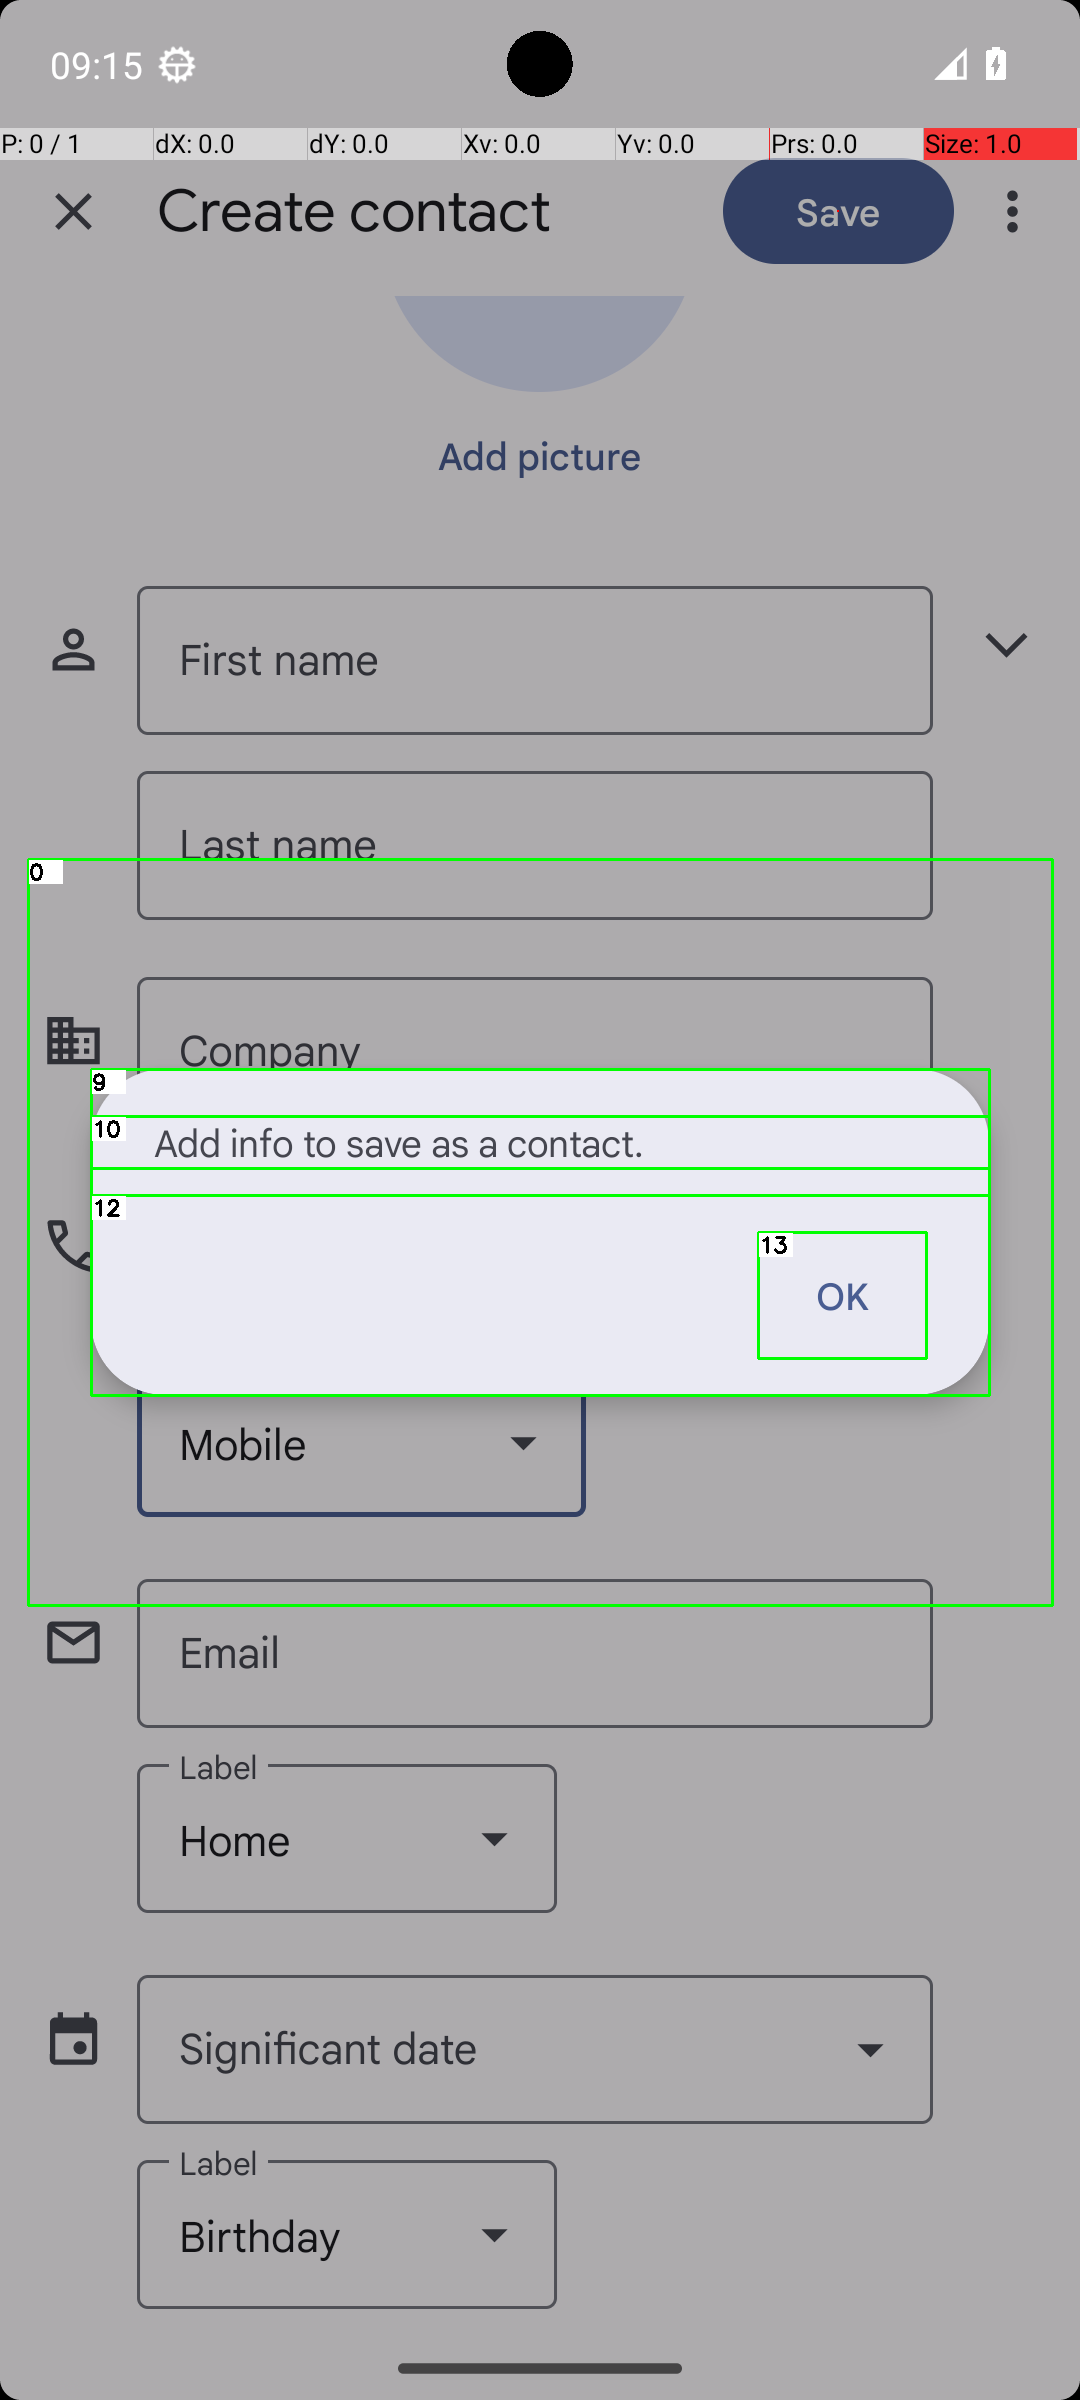 09:15
P: 0 / 1 dX: 0.0 dY: 0.0 Xv: 0.0 Yv: 0.0 Prs: 0.0 Size: 1.0
Create contact Save
Add picture
First name
Last name
0
Company
9
10 Add info to save as a contact.
12
13
OK
Mobile
Email
Label
Home
Significant date
Label
Birthday